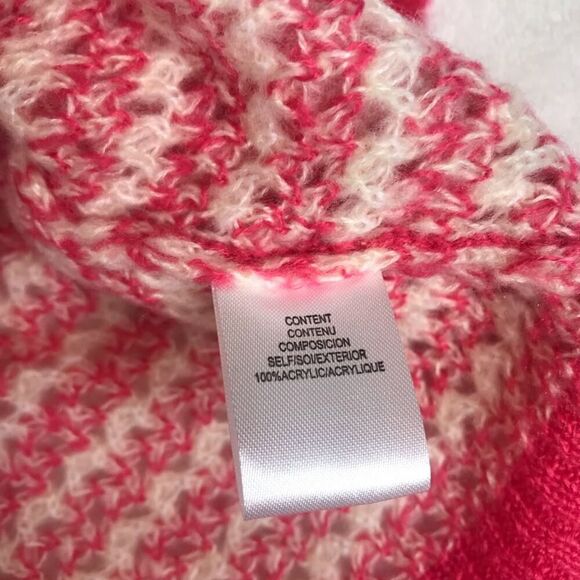 CONTENT
CONTENU
COMPOSICION
SELF/SOI/EXTERIOR
100%ACRYLIC/ACRYLIQUE